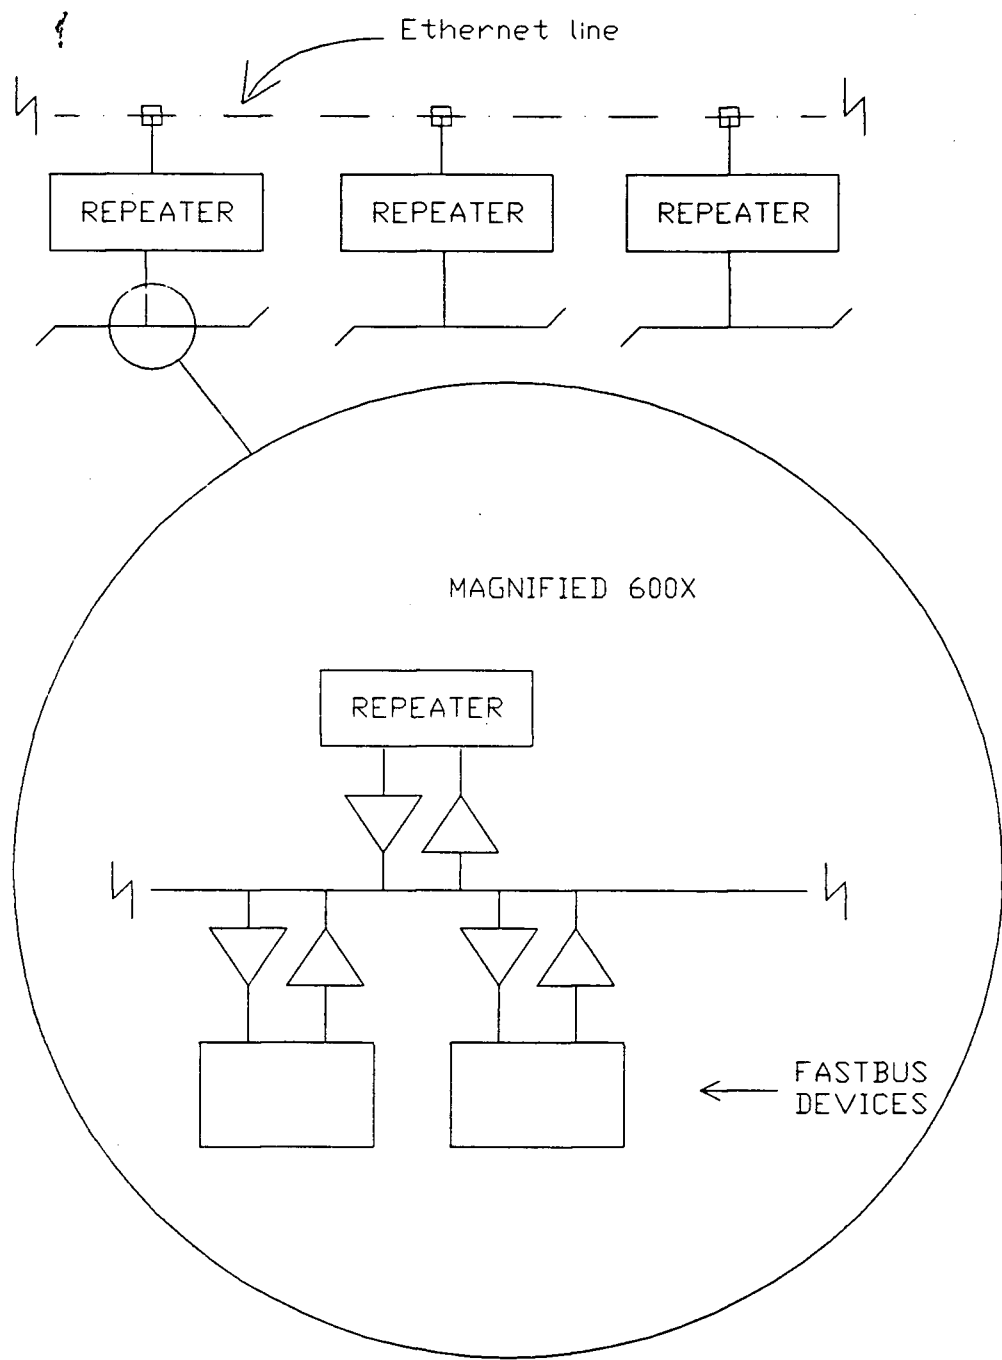 Ethernet line
REPEATER REPEATER REPEATER
MAGNIFIED 600X
REPEATER
FASTBUS
DEVICES